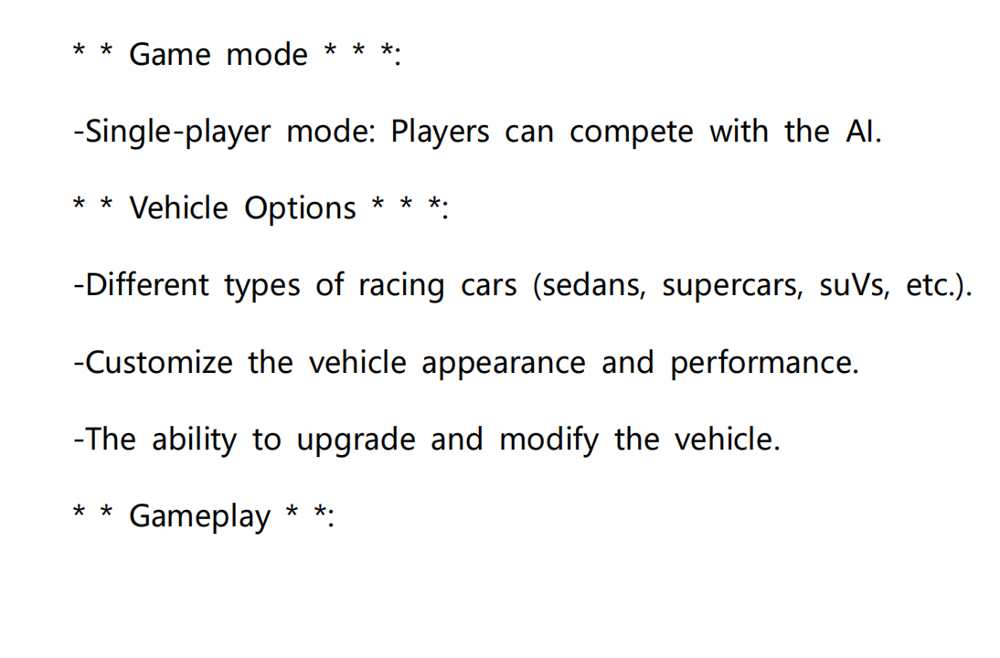 * * Game mode * * *:
-Single-player mode: Players can compete with the AI.
* * Vehicle Options * * *:
-Different types of racing cars (sedans, supercars, suVs, etc.).
-Customize the vehicle appearance and performance.
-The ability to upgrade and modify the vehicle.
* * Gameplay * *: